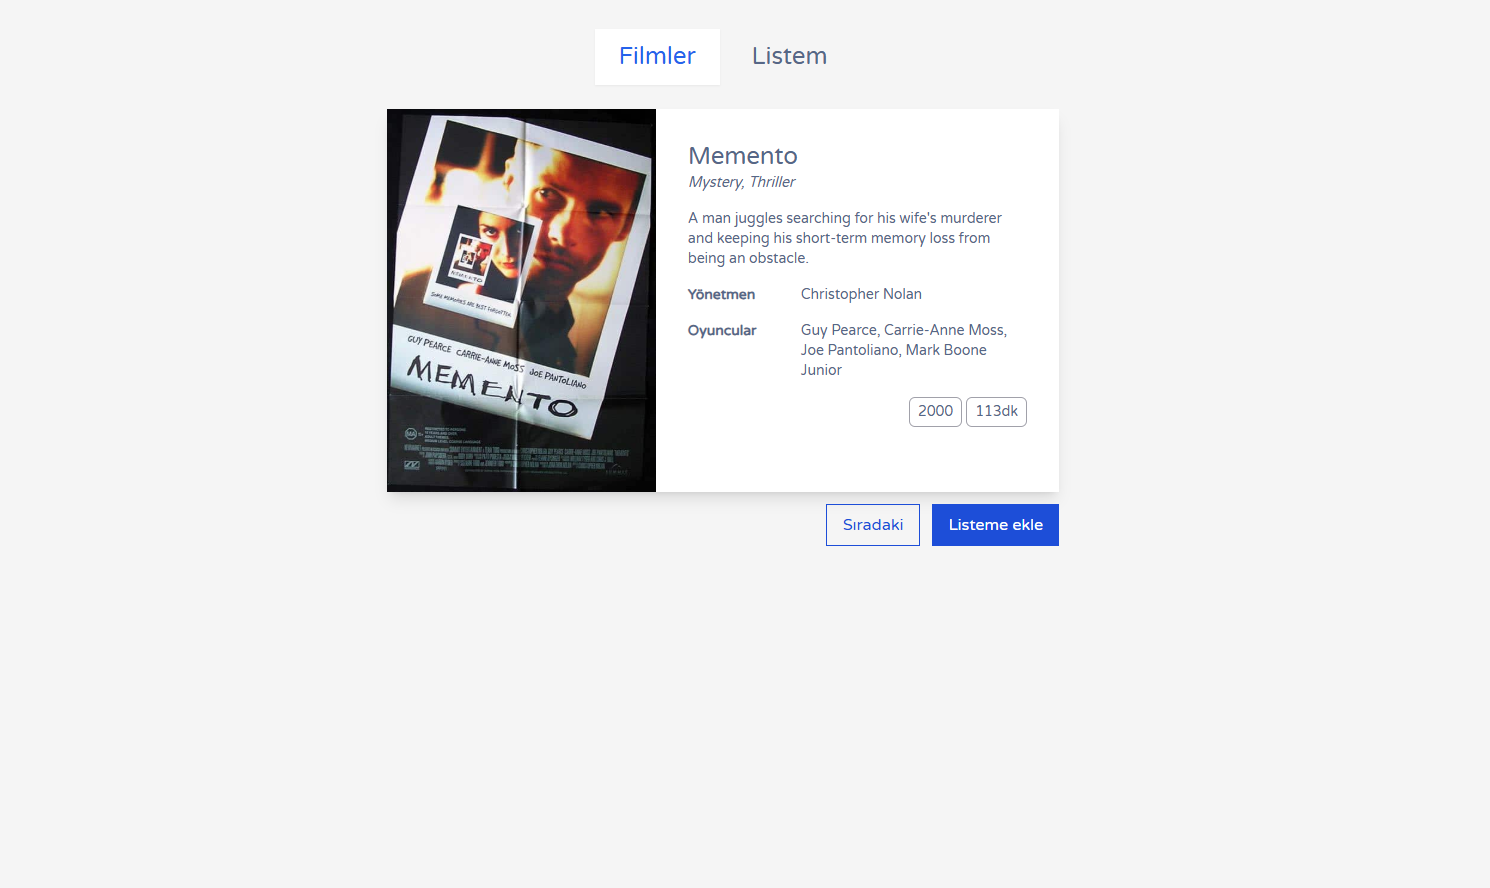 Filmler
Listem
MEMENTO
SOME MEMORIES ARE BEST FORGOTTEN
GUY PEARCE CARRIE-ANNE MOSS JOE PANTOLIANO
MEMENTO
Memento
Mystery, Thriller
A man juggles searching for his wife's murderer
and keeping his short-term memory loss from
being an obstacle.
Yönetmen Christopher Nolan
Oyuncular Guy Pearce, Carrie-Anne Moss,
Joe Pantoliano, Mark Boone
Junior
2000 113dk
Sıradaki Listeme ekle